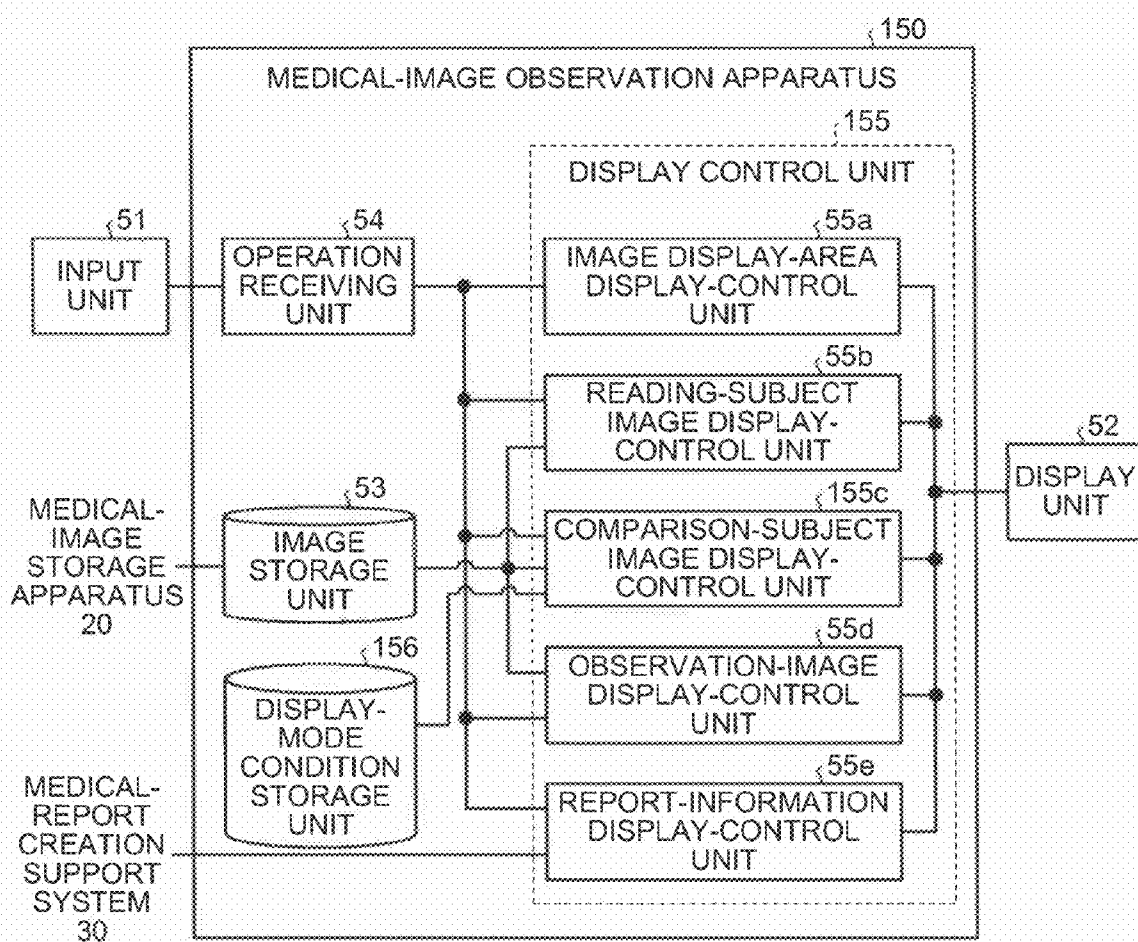 150
MEDICAL-IMAGE OBSERVATION APPARATUS
155
DISPLAY CONTROL UNIT
51
INPUT
UNIT
54
OPERATION
RECEIVING
UNIT
55a
IMAGE DISPLAY-AREA
DISPLAY-CONTROL
UNIT
55b
READING-SUBJECT
IMAGE DISPLAY-
CONTROL UNIT
52
DISPLAY
UNIT
MEDICAL-
IMAGE
STORAGE
APPARATUS
20
53
IMAGE
STORAGE
UNIT
155c
COMPARISON-SUBJECT
IMAGE DISPLAY-
CONTROL UNIT
156
DISPLAY-
MODE
CONDITION
STORAGE
UNIT
55d
OBSERVATION-IMAGE
DISPLAY-CONTROL
UNIT
MEDICAL-
REPORT
CREATION
SUPPORT
SYSTEM
30
55e
REPORT-INFORMATION
DISPLAY-CONTROL
UNIT